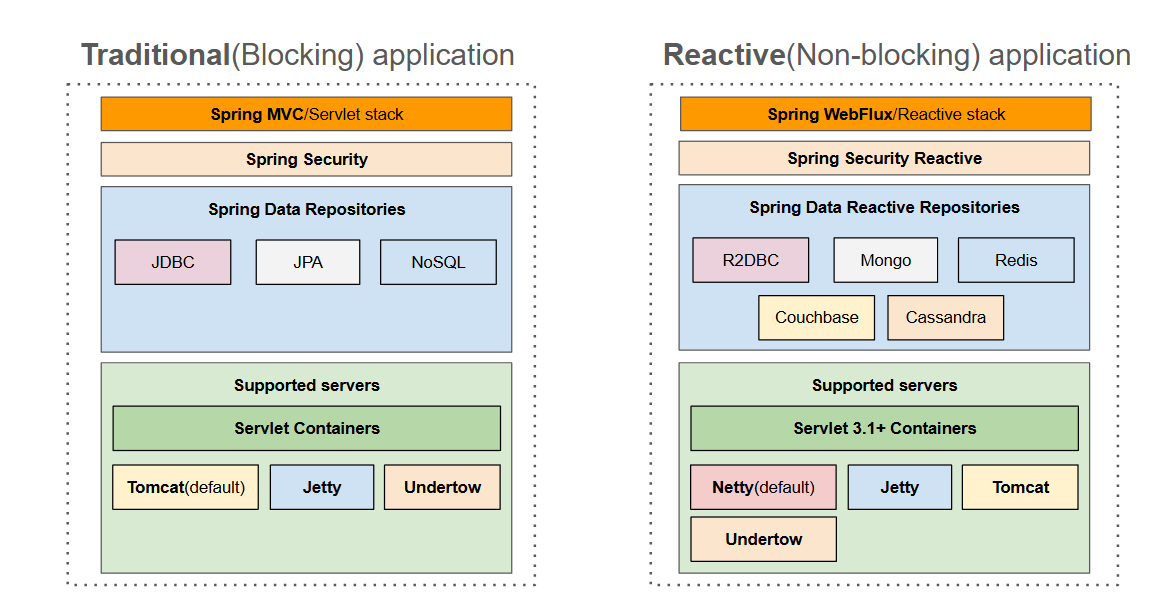 Traditional(Blocking) application
Spring MVC/Servlet stack
Spring Security
Spring Data Repositories
JDBC
JPA
NoSQL
Supported servers
Servlet Containers
Tomcat(default)
Jetty
Undertow
Reactive(Non-blocking) application
Spring WebFlux/Reactive stack
Spring Security Reactive
Spring Data Reactive Repositories
R2DBC
Mongo
Redis
Couchbase
Cassandra
Supported servers
Servlet 3.1+ Containers
Netty(default)
Jetty
Tomcat
Undertow